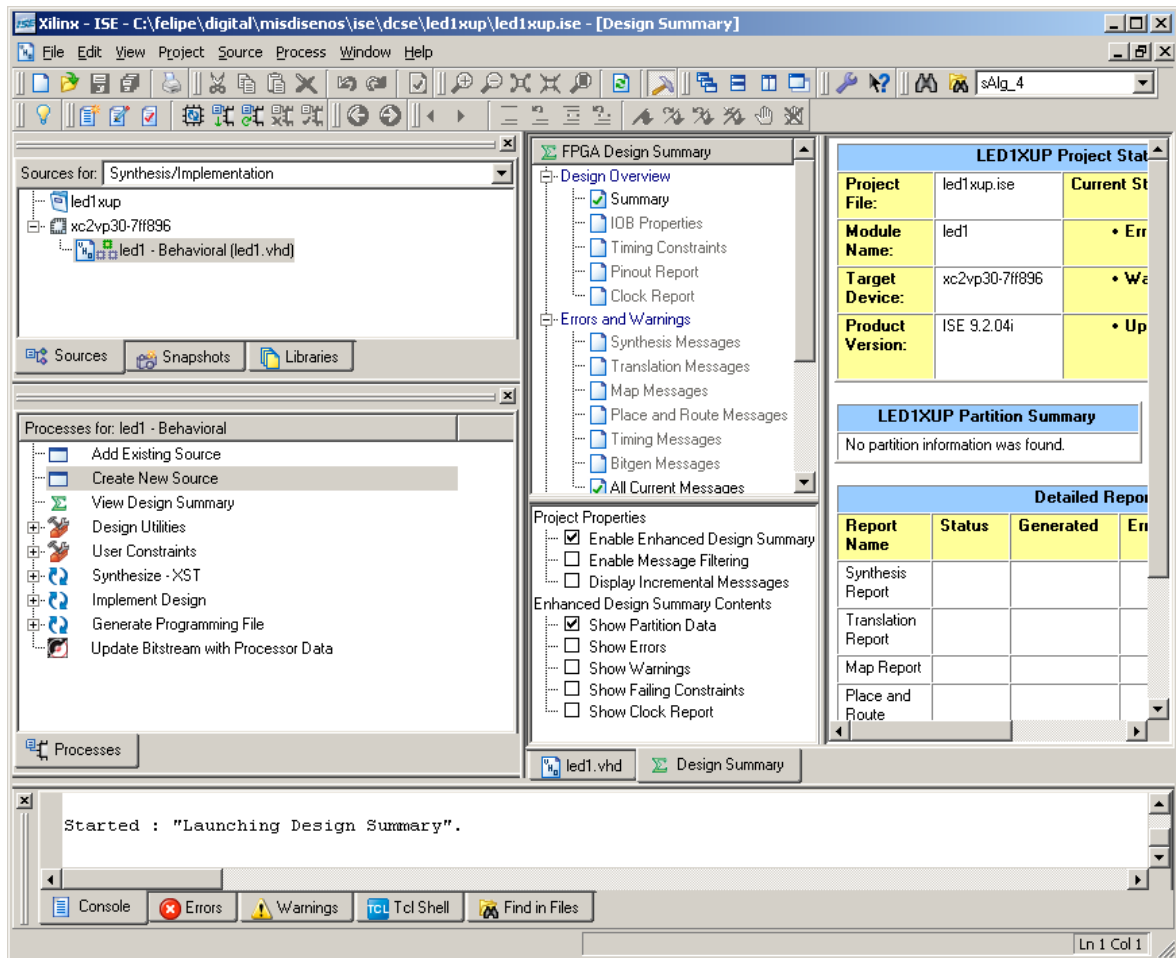 Xilinx - ISE - C:\felipe\digital\misdisenos\ise\dcse\led1xup\led1xup.ise - [Design Summary]
File Edit View Project Source Process Window Help
sAlg_4
Sources for: Synthesis/Implementation
led1xup
xc2vp30-7ff896
led1 - Behavioral (led1.vhd)
Sources Snapshots Libraries
Processes for: led1 - Behavioral
Add Existing Source
Create New Source
View Design Summary
Design Utilities
User Constraints
Synthesize - XST
Implement Design
Generate Programming File
Update Bitstream with Processor Data
Processes
FPGA Design Summary
Design Overview
Summary
IOB Properties
Timing Constraints
Pinout Report
Clock Report
Errors and Warnings
Synthesis Messages
Translation Messages
Map Messages
Place and Route Messages
Timing Messages
Bitgen Messages
All Current Messages
Project Properties
Enable Enhanced Design Summary
Enable Message Filtering
Display Incremental Messsages
Enhanced Design Summary Contents
Show Partition Data
Show Errors
Show Warnings
Show Failing Constraints
Show Clock Report
LED1XUP Project Stat
Project File: led1xup.ise Current St
Module Name: led1 • Err
Target Device: xc2vp30-7ff896 • Wa
Product Version: ISE 9.2.04i • Up
LED1XUP Partition Summary
No partition information was found.
Detailed Repor
Report Name Status Generated Err
Synthesis Report
Translation Report
Map Report
Place and Route
led1.vhd Design Summary
Started : "Launching Design Summary".
Console Errors Warnings TCL Tcl Shell Find in Files
Ln 1 Col 1